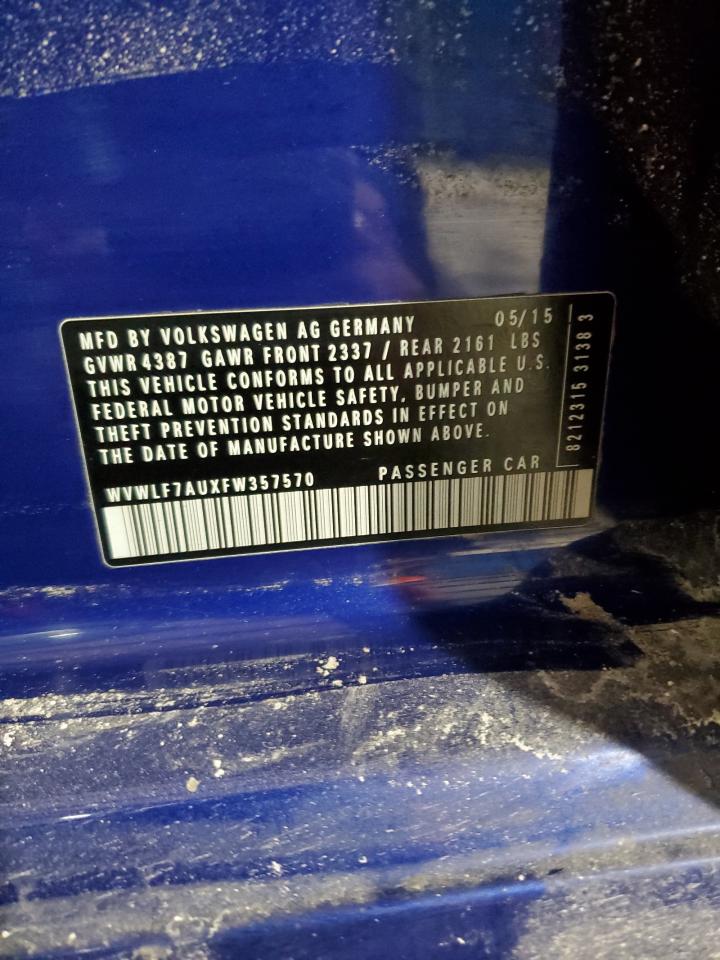 MFD BY VOLKSWAGEN AG GERMANY 05/15
GVWR 4387 GAWR FRONT 2337 / REAR 2161 LBS
THIS VEHICLE CONFORMS TO ALL APPLICABLE U.S.
FEDERAL MOTOR VEHICLE SAFETY, BUMPER AND
THEFT PREVENTION STANDARDS IN EFFECT ON
THE DATE OF MANUFACTURE SHOWN ABOVE.
WVWLF7AUXFW357570 PASSENGER CAR
8212315 3138 3